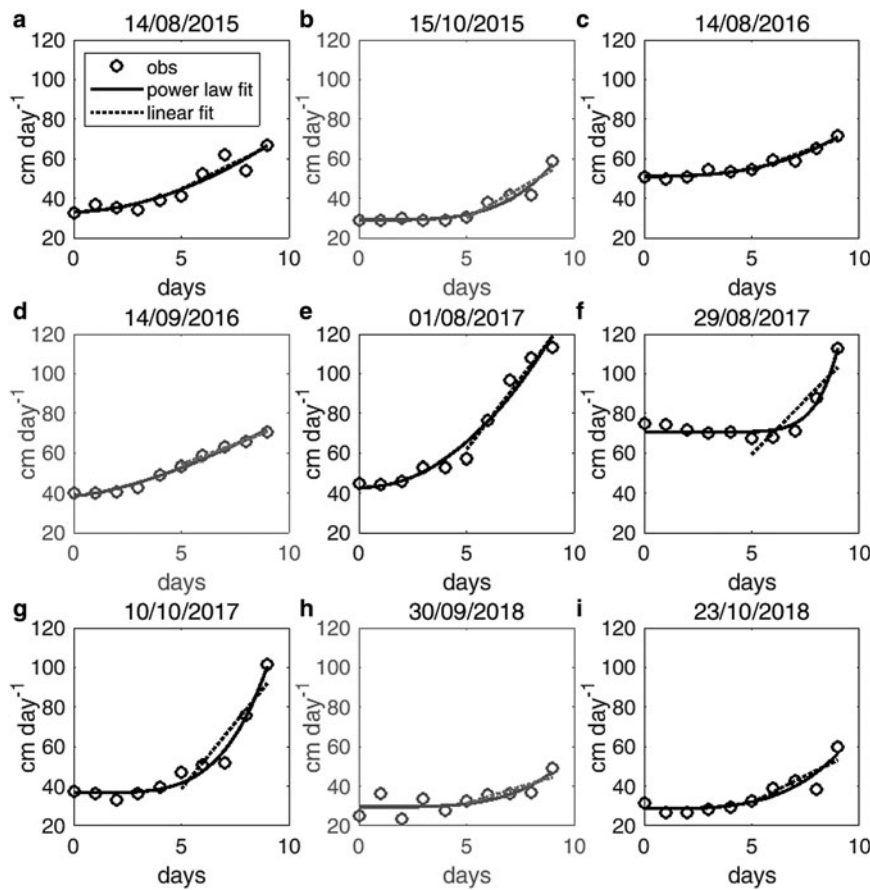 a 14/08/2015
120
100
80
60
40
20
cm day-1
obs
power law fit
linear fit
0 5 10
days
b 15/10/2015
120
100
80
60
40
20
cm day-1
0 5 10
days
c 14/08/2016
120
100
80
60
40
20
cm day-1
0 5 10
days
d 14/09/2016
120
100
80
60
40
20
cm day-1
0 5 10
days
e 01/08/2017
120
100
80
60
40
20
cm day-1
0 5 10
days
f 29/08/2017
120
100
80
60
40
20
cm day-1
0 5 10
days
g 10/10/2017
120
100
80
60
40
20
cm day-1
0 5 10
days
h 30/09/2018
120
100
80
60
40
20
cm day-1
0 5 10
days
i 23/10/2018
120
100
80
60
40
20
cm day-1
0 5 10
days